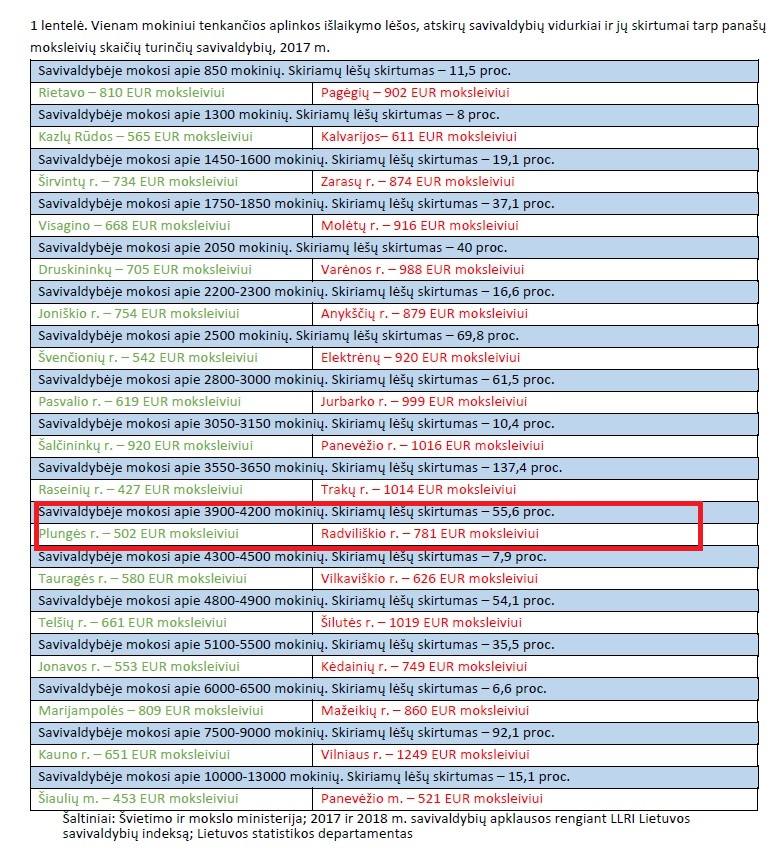 1 lentelė. Vienam mokiniui tenkančios aplinkos išlaikymo lėšos, atskirų savivaldybių vidurkiai ir jų skirtumai tarp panašų
moksleivių skaičių turinčių savivaldybių, 2017 m.
Savivaldybėje mokosi apie 850 mokinių. Skiriamų lėšų skirtumas – 11,5 proc.
Rietavo – 810 EUR moksleiviui Pagėgių – 902 EUR moksleiviui
Savivaldybėje mokosi apie 1300 mokinių. Skiriamų lėšų skirtumas – 8 proc.
Kazlų Rūdos – 565 EUR moksleiviui Kalvarijos– 611 EUR moksleiviui
Savivaldybėje mokosi apie 1450-1600 mokinių. Skiriamų lėšų skirtumas – 19,1 proc.
Širvintų r. – 734 EUR moksleiviui Zarasų r. – 874 EUR moksleiviui
Savivaldybėje mokosi apie 1750-1850 mokinių. Skiriamų lėšų skirtumas – 37,1 proc.
Visagino – 668 EUR moksleiviui Molėtų r. – 916 EUR moksleiviui
Savivaldybėje mokosi apie 2050 mokinių. Skiriamų lėšų skirtumas – 40 proc.
Druskininkų – 705 EUR moksleiviui Varėnos r. – 988 EUR moksleiviui
Savivaldybėje mokosi apie 2200-2300 mokinių. Skiriamų lėšų skirtumas – 16,6 proc.
Joniškio r. – 754 EUR moksleiviui Anykščių r. – 879 EUR moksleiviui
Savivaldybėje mokosi apie 2500 mokinių. Skiriamų lėšų skirtumas – 69,8 proc.
Švenčionių r. – 542 EUR moksleiviui Elektrėnų – 920 EUR moksleiviui
Savivaldybėje mokosi apie 2800-3000 mokinių. Skiriamų lėšų skirtumas – 61,5 proc.
Pasvalio r. – 619 EUR moksleiviui Jurbarko r. – 999 EUR moksleiviui
Savivaldybėje mokosi apie 3050-3150 mokinių. Skiriamų lėšų skirtumas – 10,4 proc.
Šalčininkų r. – 920 EUR moksleiviui Panevėžio r. – 1016 EUR moksleiviui
Savivaldybėje mokosi apie 3550-3650 mokinių. Skiriamų lėšų skirtumas – 137,4 proc.
Raseinių r. – 427 EUR moksleiviui Trakų r. – 1014 EUR moksleiviui
Savivaldybėje mokosi apie 3900-4200 mokinių. Skiriamų lėšų skirtumas – 55,6 proc.
Plungės r. – 502 EUR moksleiviui Radviliškio r. – 781 EUR moksleiviui
Savivaldybėje mokosi apie 4300-4500 mokinių. Skiriamų lėšų skirtumas – 7,9 proc.
Tauragės r. – 580 EUR moksleiviui Vilkaviškio r. – 626 EUR moksleiviui
Savivaldybėje mokosi apie 4800-4900 mokinių. Skiriamų lėšų skirtumas – 54,1 proc.
Telšių r. – 661 EUR moksleiviui Šilutės r. – 1019 EUR moksleiviui
Savivaldybėje mokosi apie 5100-5500 mokinių. Skiriamų lėšų skirtumas – 35,5 proc.
Jonavos r. – 553 EUR moksleiviui Kėdainių r. – 749 EUR moksleiviui
Savivaldybėje mokosi apie 6000-6500 mokinių. Skiriamų lėšų skirtumas – 6,6 proc.
Marijampolės – 809 EUR moksleiviui Mažeikių r. – 860 EUR moksleiviui
Savivaldybėje mokosi apie 7500-9000 mokinių. Skiriamų lėšų skirtumas – 92,1 proc.
Kauno r. – 651 EUR moksleiviui Vilniaus r. – 1249 EUR moksleiviui
Savivaldybėje mokosi apie 10000-13000 mokinių. Skiriamų lėšų skirtumas – 15,1 proc.
Šiaulių m. – 453 EUR moksleiviui Panevėžio m. – 521 EUR moksleiviui
Šaltiniai: Švietimo ir mokslo ministerija; 2017 ir 2018 m. savivaldybių apklausos rengiant LLRI Lietuvos
savivaldybių indeksą; Lietuvos statistikos departamentas